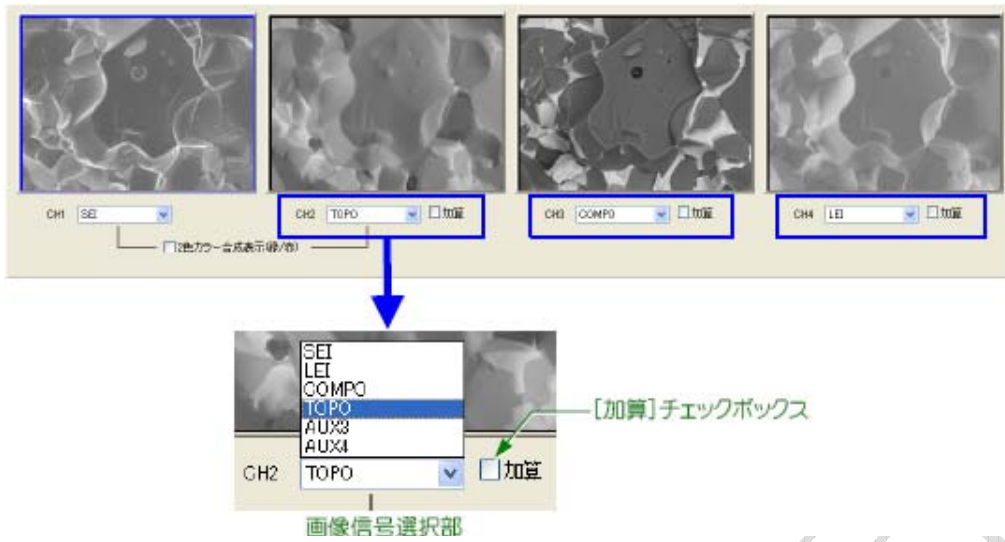 CH1 SEI
CH2 TOPO 加算
CH3 COMPO 加算
CH4 LEI 加算
2色カラー合成表示(緑/赤)
SEI
LEI
COMPO
TOPO
AUX3
AUX4
[加算]チェックボックス
CH2 TOPO 加算
画像信号選択部